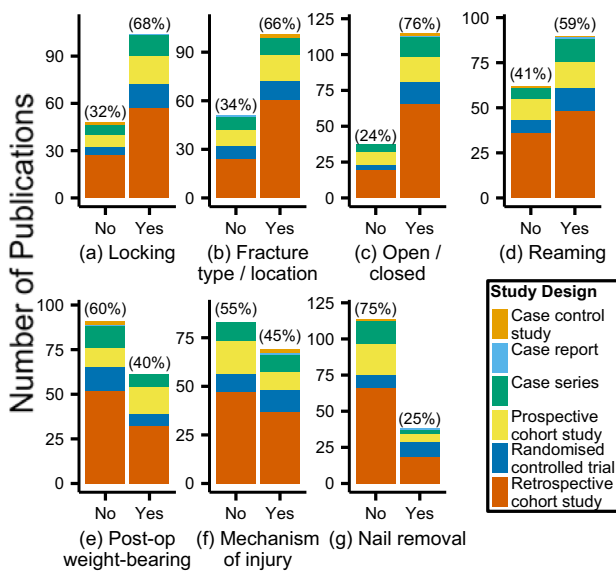 Number of Publications
(68%)
(32%)
90
60
30
0
No Yes
(a) Locking
(66%)
(34%)
90
60
30
0
No Yes
(b) Fracture
type / location
125
(76%)
100
75
50
(24%)
25
0
No Yes
(c) Open /
closed
100
(59%)
75
(41%)
50
25
0
No Yes
(d) Reaming
100
(60%)
75
(40%)
50
25
0
No Yes
(e) Post-op
weight-bearing
(55%)
(45%)
75
50
25
0
No Yes
(f) Mechanism
of injury
125
(75%)
100
75
50
(25%)
25
0
No Yes
(g) Nail removal
Study Design
Case control
study
Case report
Case series
Prospective
cohort study
Randomised
controlled trial
Retrospective
cohort study